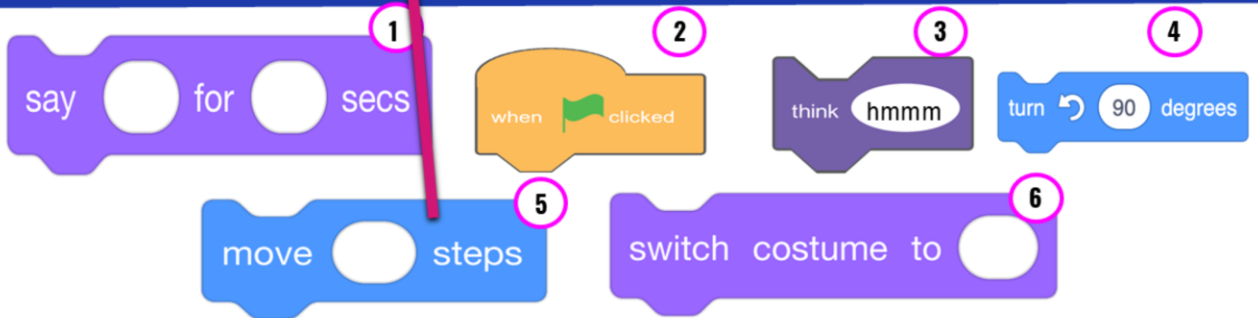 1
say for secs
2
when clicked
3
think hmmm
4
turn 90 degrees
5
move steps
6
switch costume to